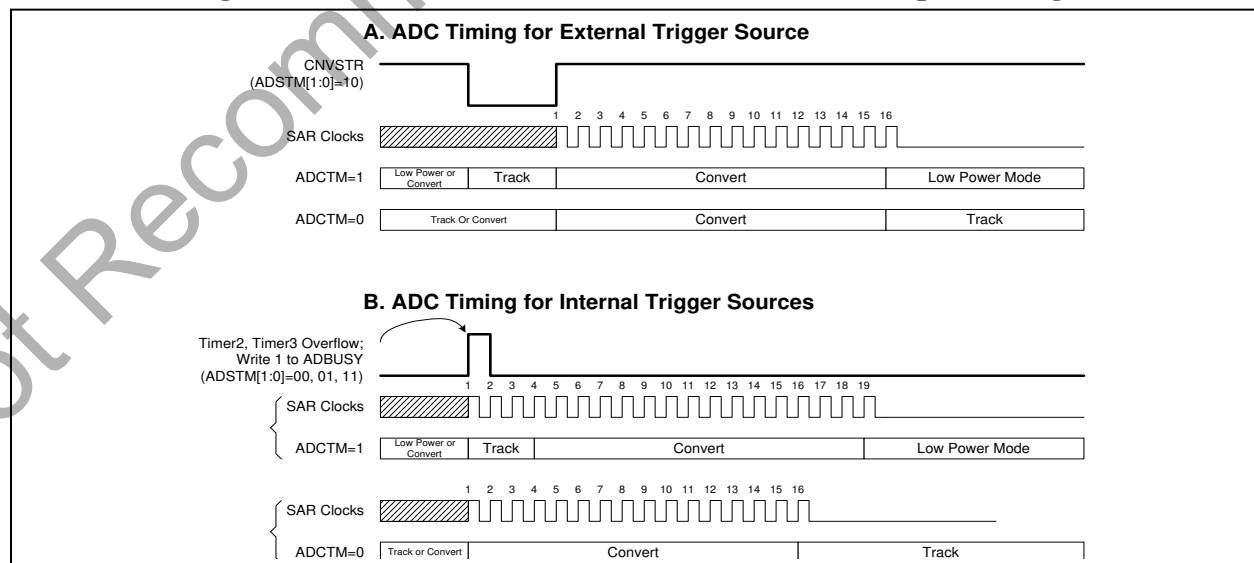 ot Recomm
A. ADC Timing for External Trigger Source
CNVSTR
(ADSTM[1:0]=10)
1 2 3 4 5 6 7 8 9 10 11 12 13 14 15 16
SAR Clocks
ADCTM=1
Low Power or
Convert
Track
Convert
Low Power Mode
ADCTM=0
Track Or Convert
Convert
Track
B. ADC Timing for Internal Trigger Sources
Timer2, Timer3 Overflow;
Write 1 to ADBUSY
(ADSTM[1:0]=00, 01, 11)
1 2 3 4 5 6 7 8 9 10 11 12 13 14 15 16 17 18 19
SAR Clocks
ADCTM=1
Low Power or
Convert
Track
Convert
Low Power Mode
1 2 3 4 5 6 7 8 9 10 11 12 13 14 15 16
SAR Clocks
ADCTM=0
Track or Convert
Convert
Track